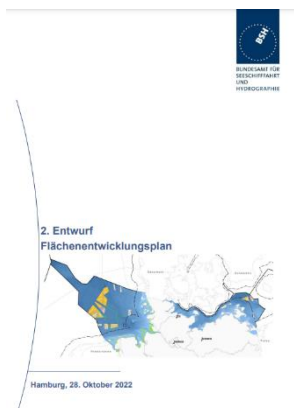 BSH
BUNDESAMT FÜR
SEESCHIFFFAHRT
UND
HYDROGRAPHIE
2. Entwurf
Flächenentwicklungsplan
Hamburg, 28. Oktober 2022